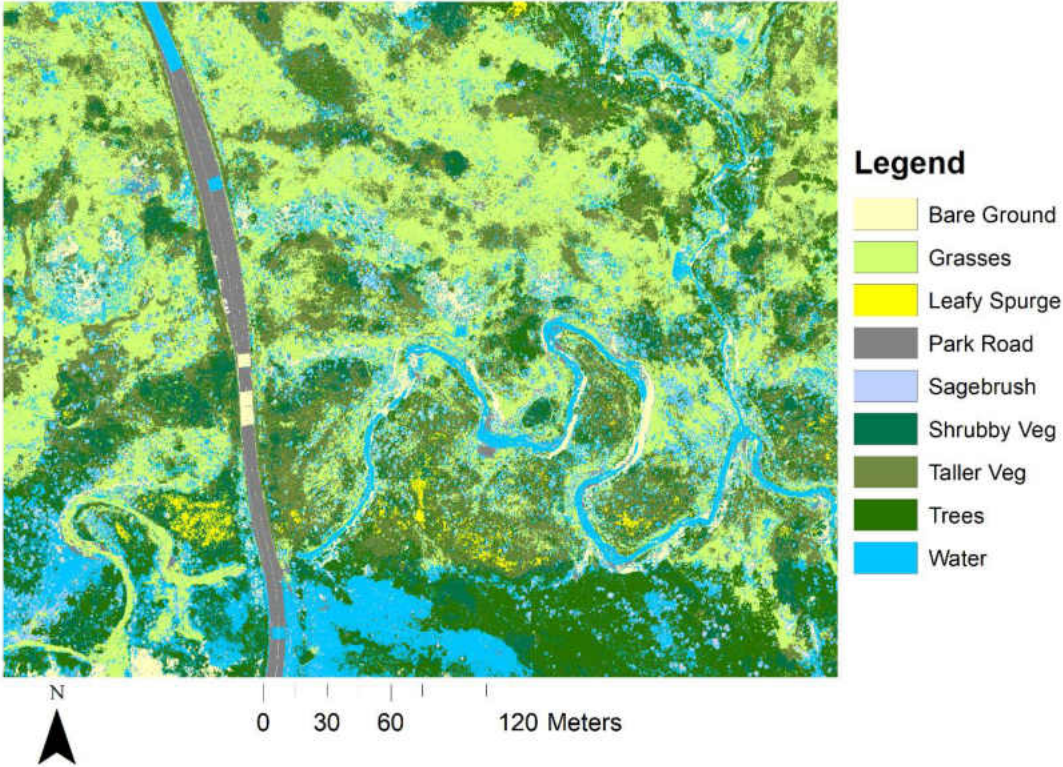 Legend
Bare Ground
Grasses
Leafy Spurge
Park Road
Sagebrush
Shrubby Veg
Taller Veg
Trees
Water
N
0 30 60 120 Meters